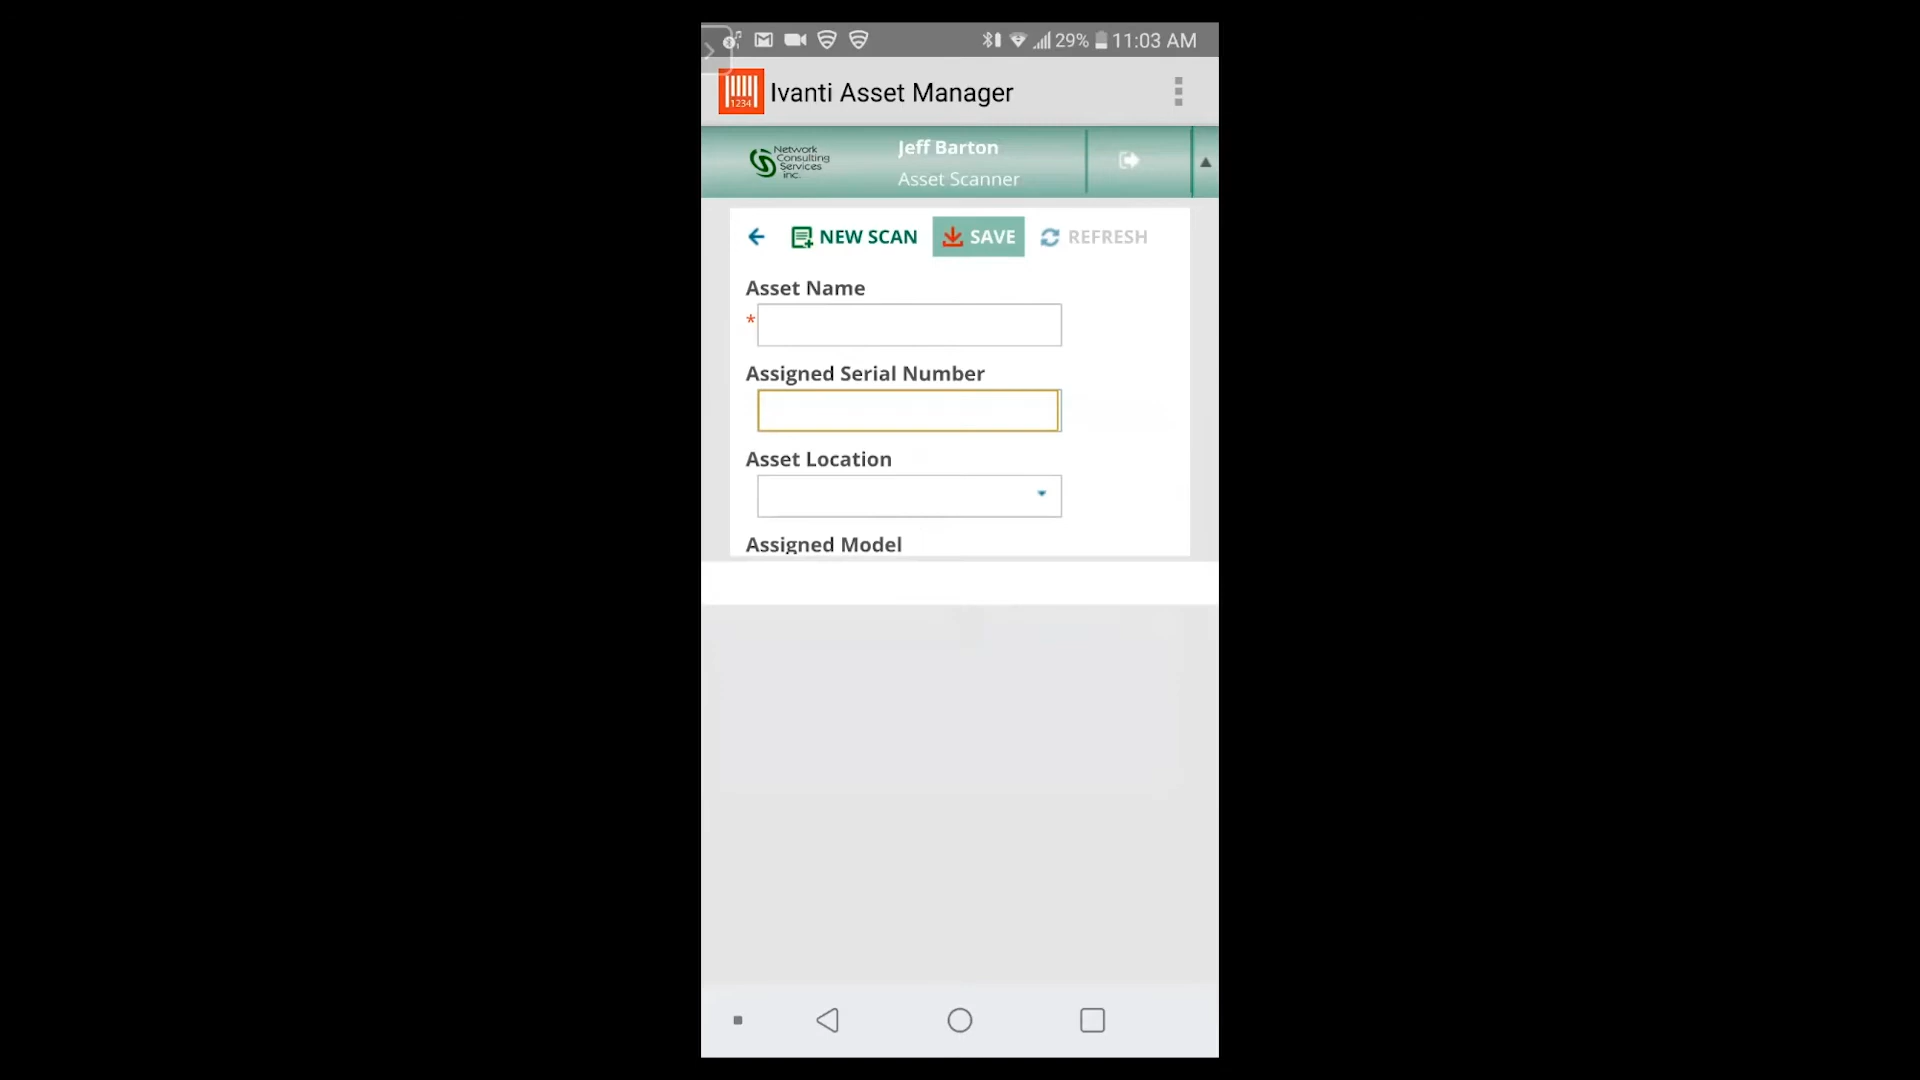 29% 11:03 AM
1234
Ivanti Asset Manager
Network
Consulting
Services
inc.
Jeff Barton
Asset Scanner
NEW SCAN
SAVE
REFRESH
Asset Name
*
Assigned Serial Number
Asset Location
Assigned Model